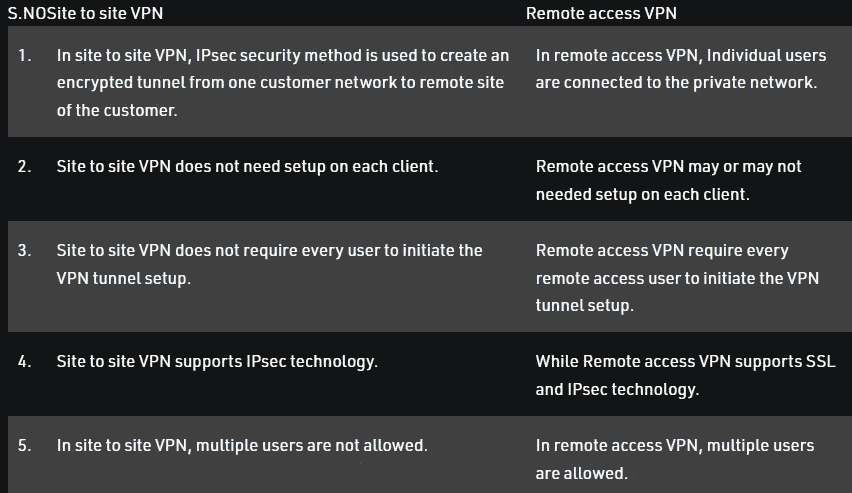 S.NO Site to site VPN Remote access VPN
1. In site to site VPN, IPsec security method is used to create an
encrypted tunnel from one customer network to remote site
of the customer.
In remote access VPN, Individual users
are connected to the private network.
2. Site to site VPN does not need setup on each client.
Remote access VPN may or may not
needed setup on each client.
3. Site to site VPN does not require every user to initiate the
VPN tunnel setup.
Remote access VPN require every
remote access user to initiate the VPN
tunnel setup.
4. Site to site VPN supports IPsec technology.
While Remote access VPN supports SSL
and IPsec technology.
5. In site to site VPN, multiple users are not allowed.
In remote access VPN, multiple users
are allowed.